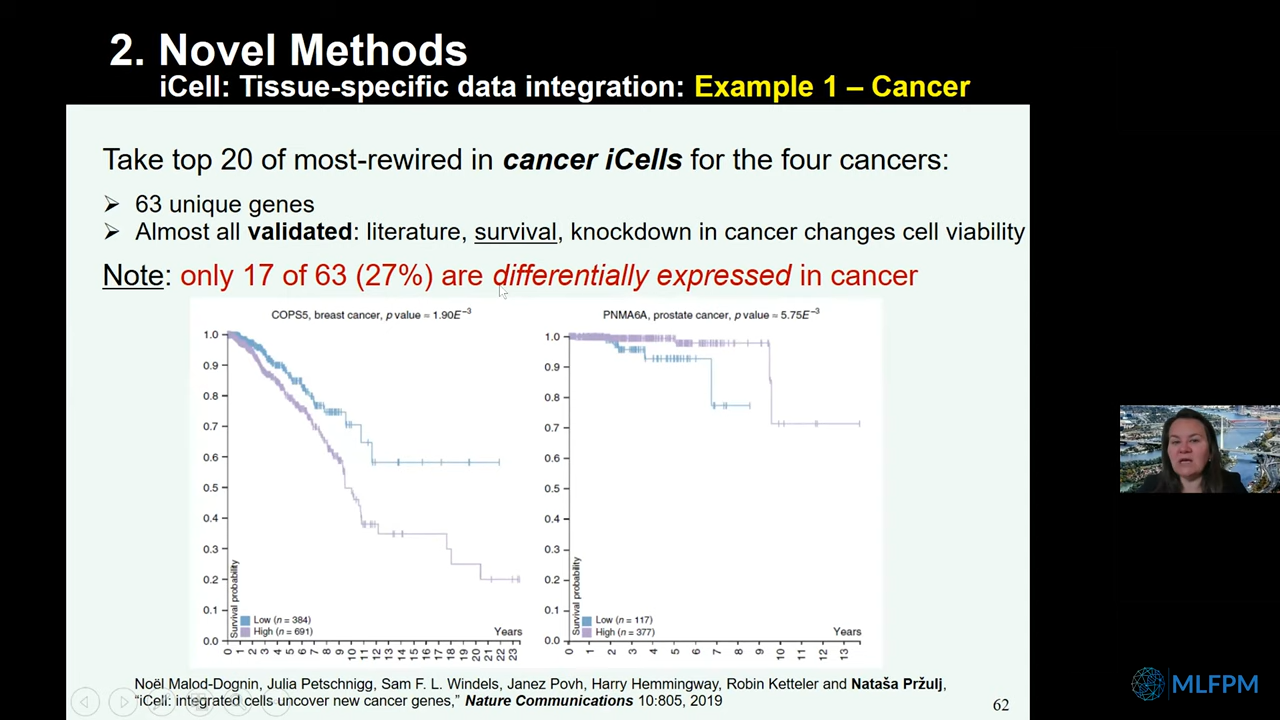 2. Novel Methods
iCell: Tissue-specific data integration: Example 1 – Cancer
Take top 20 of most-rewired in cancer iCells for the four cancers:
➢ 63 unique genes
➢ Almost all validated: literature, survival, knockdown in cancer changes cell viability
Note: only 17 of 63 (27%) are differentially expressed in cancer
COPS5, breast cancer, p value = 1.90E⁻³
1.0
0.9
0.8
0.7
0.6
0.5
0.4
0.3
0.2
0.1
0.0
Survival probability
Low (n = 384)
High (n = 691)
Years
0 1 2 3 4 5 6 7 8 9 10 11 12 13 14 15 16 17 18 19 20 21 22 23
PNMA6A, prostate cancer, p value = 5.75E⁻³
1.0
0.9
0.8
0.7
0.6
0.5
0.4
0.3
0.2
0.1
0.0
Survival probability
Low (n = 117)
High (n = 377)
Years
0 1 2 3 4 5 6 7 8 9 10 11 12 13
Noël Malod-Dognin, Julia Petschnigg, Sam F. L. Windels, Janez Povh, Harry Hemmingway, Robin Ketteler and Nataša Pržulj,
"iCell: integrated cells uncover new cancer genes," Nature Communications 10:805, 2019
62
MLFPM